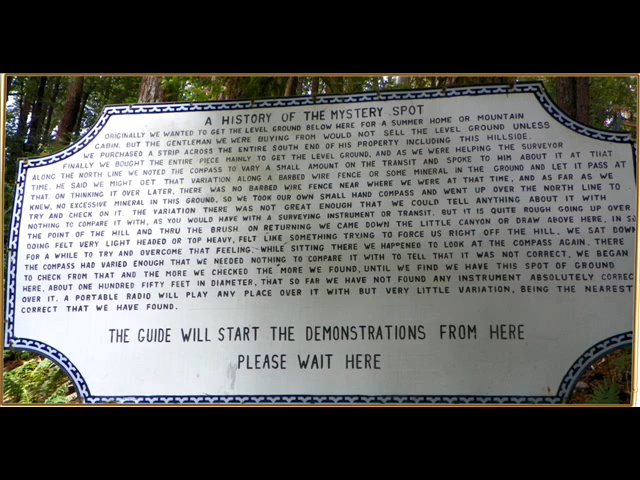 A HISTORY OF THE MYSTERY SPOT
ORIGINALLY WE WANTED TO GET THE LEVEL GROUND BELOW HERE FOR A SUMMER HOME OR MOUNTAIN
CABIN, BUT THE GENTLEMAN WE WERE BUYING FROM WOULD NOT SELL THE LEVEL GROUND UNLESS
WE PURCHASED A STRIP ACROSS THE ENTIRE SOUTH END OF HIS PROPERTY INCLUDING THIS HILLSIDE.
FINALLY WE BOUGHT THE ENTIRE PIECE MAINLY TO GET THE LEVEL GROUND, AND AS WE WERE HELPING THE SURVEYOR
ALONG THE NORTH LINE WE NOTED THE COMPASS TO VARY A SMALL AMOUNT ON THE TRANSIT AND SPOKE TO HIM ABOUT IT AT THAT
TIME. HE SAID WE MIGHT GET THAT VARIATION ALONG A BARBED WIRE FENCE OR SOME MINERAL IN THE GROUND AND LET IT PASS AT
THAT. ON THINKING IT OVER LATER, THERE WAS NO BARBED WIRE FENCE NEAR WHERE WE WERE AT THAT TIME, AND AS FAR AS WE
KNEW, NO EXCESSIVE MINERAL IN THIS GROUND, SO WE TOOK OUR OWN SMALL HAND COMPASS AND WENT UP OVER THE NORTH LINE TO
TRY AND CHECK ON IT. THE VARIATION THERE WAS NOT GREAT ENOUGH THAT WE COULD TELL ANYTHING ABOUT IT WITH
NOTHING TO COMPARE IT WITH, AS YOU WOULD HAVE WITH A SURVEYING INSTRUMENT OR TRANSIT. BUT IT IS QUITE ROUGH GOING UP OVER
THE POINT OF THE HILL AND THRU THE BRUSH ON RETURNING WE CAME DOWN THE LITTLE CANYON OR DRAW ABOVE HERE, IN SO
DOING FELT VERY LIGHT HEADED OR TOP HEAVY, FELT LIKE SOMETHING TRYING TO FORCE US RIGHT OFF THE HILL. WE SAT DOWN
FOR A WHILE TO TRY AND OVERCOME THAT FEELING. WHILE SITTING THERE WE HAPPENED TO LOOK AT THE COMPASS AGAIN. THERE
THE COMPASS HAD VARIED ENOUGH THAT WE NEEDED NOTHING TO COMPARE IT WITH TO TELL THAT IT WAS NOT CORRECT, WE BEGAN
TO CHECK FROM THAT AND THE MORE WE CHECKED THE MORE WE FOUND, UNTIL WE FIND WE HAVE THIS SPOT OF GROUND
HERE, ABOUT ONE HUNDRED FIFTY FEET IN DIAMETER, THAT SO FAR WE HAVE NOT FOUND ANY INSTRUMENT ABSOLUTELY CORREC
OVER IT. A PORTABLE RADIO WILL PLAY ANY PLACE OVER IT WITH BUT VERY LITTLE VARIATION, BEING THE NEAREST
CORRECT THAT WE HAVE FOUND.
THE GUIDE WILL START THE DEMONSTRATIONS FROM HERE
PLEASE WAIT HERE